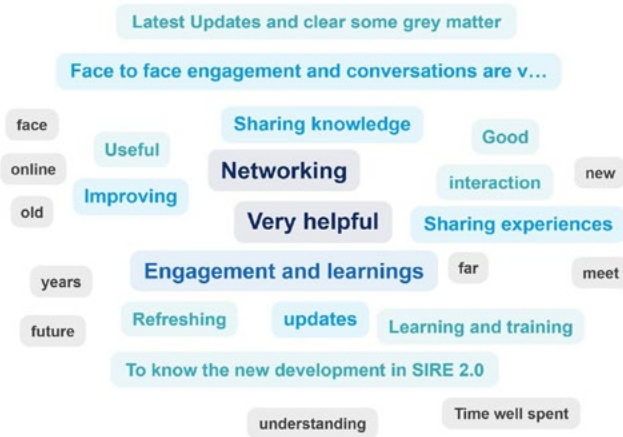 Latest Updates and clear some grey matter
Face to face engagement and conversations are v...
face
Sharing knowledge
Good
Useful
online
Networking
new
interaction
Improving
old
Very helpful
Sharing experiences
Engagement and learnings
far
meet
years
Refreshing
updates
Learning and training
future
To know the new development in SIRE 2.0
Time well spent
understanding